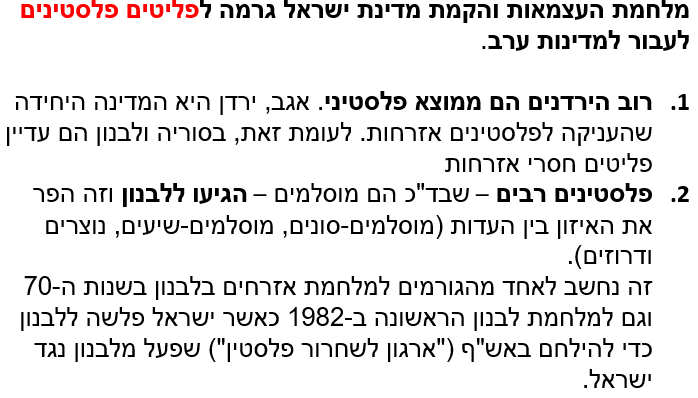 מלחמת העצמאות והקמת מדינת ישראל גרמה לפליטים פלסטינים
לעבור למדינות ערב.
1. רוב הירדנים הם ממוצא פלסטיני. אגב, ירדן היא המדינה היחידה
שהעניקה לפלסטינים אזרחות. לעומת זאת, בסוריה ולבנון הם עדיין
פליטים חסרי אזרחות
2. פלסטינים רבים – שבד"כ הם מוסלמים – הגיעו ללבנון וזה הפר
את האיזון בין העדות (מוסלמים-סונים, מוסלמים-שיעים, נוצרים
ודרוזים).
זה נחשב לאחד מהגורמים למלחמת אזרחים בלבנון בשנות ה-70
וגם למלחמת לבנון הראשונה ב-1982 כאשר ישראל פלשה ללבנון
כדי להילחם באש"ף ("ארגון לשחרור פלסטין") שפעל מלבנון נגד
ישראל.